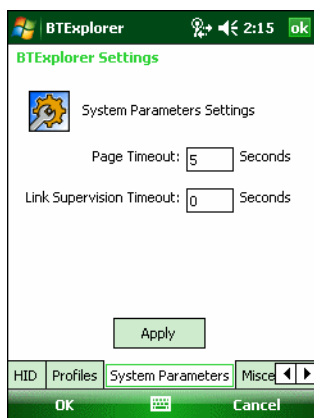 BTExplorer 2:15 ok
BTExplorer Settings
System Parameters Settings
Page Timeout: 5 Seconds
Link Supervision Timeout: 0 Seconds
Apply
HID Profiles System Parameters Misce
OK Cancel